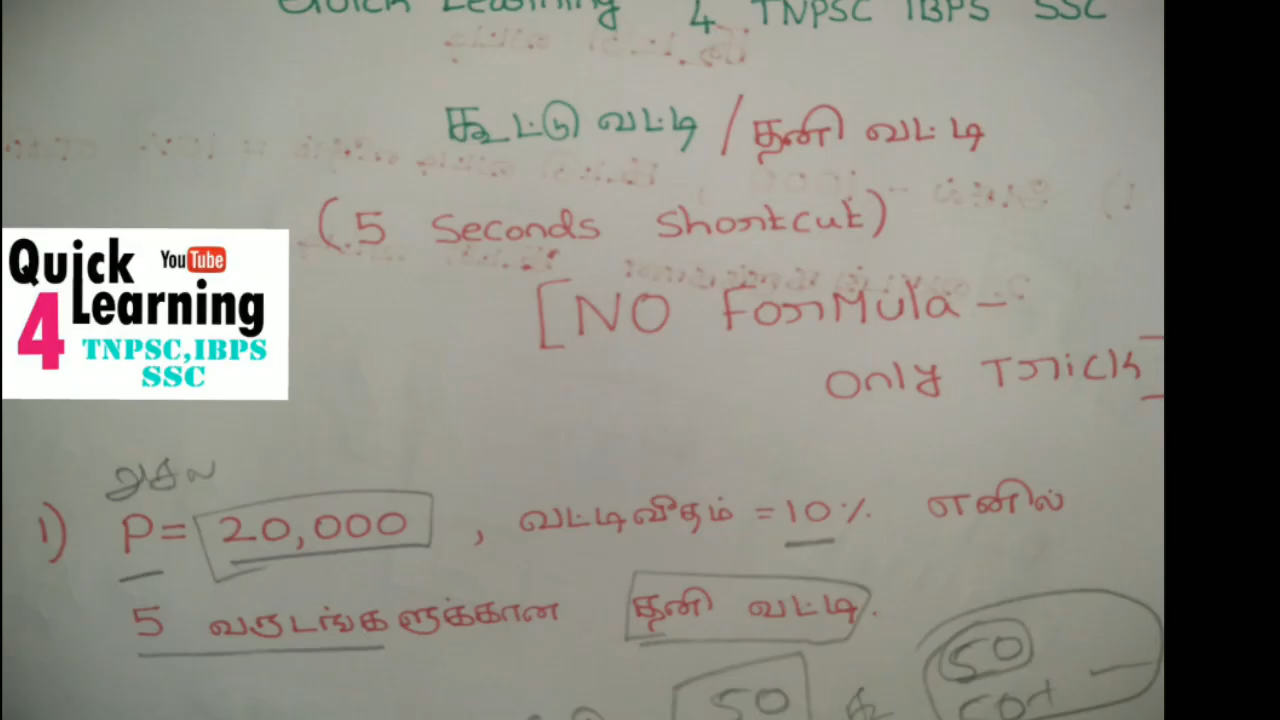 Quick Learning 4 TNPSC IBPS SSC
கூட்டு வட்டி / தனி வட்டி
(5 Seconds Shortcut)
[NO Formula -
Only Trick]
Quick YouTube
4 Learning
TNPSC,IBPS
SSC
அசல
1) P= 20,000 , வட்டிவீதம் = 10% எனில்
5 வருடங்களுக்கான தனி வட்டி.
50
50